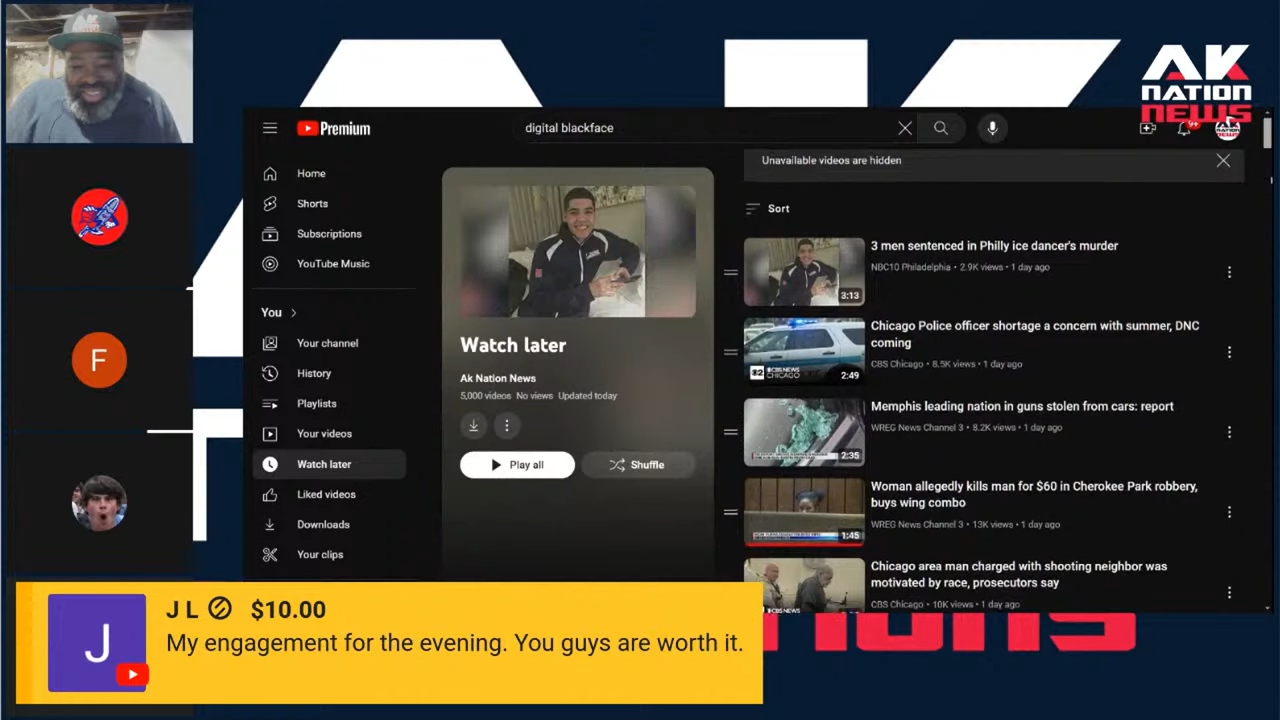 AK
NATION
NEWS
Premium
digital blackface
9+
Home
Shorts
Subscriptions
YouTube Music
You
Your channel
History
Playlists
Your videos
Watch later
Liked videos
Downloads
Your clips
Watch later
Ak Nation News
5,000 videos No views Updated today
Play all
Shuffle
Unavailable videos are hidden
Sort
3 men sentenced in Philly ice dancer's murder
NBC10 Philadelphia • 2.9K views • 1 day ago
3:13
Chicago Police officer shortage a concern with summer, DNC
coming
CBS Chicago • 8.5K views • 1 day ago
2:49
Memphis leading nation in guns stolen from cars: report
WREG News Channel 3 • 8.2K views • 1 day ago
2:35
Woman allegedly kills man for $60 in Cherokee Park robbery,
buys wing combo
WREG News Channel 3 • 13K views • 1 day ago
1:45
Chicago area man charged with shooting neighbor was
motivated by race, prosecutors say
CBS Chicago • 10K views • 1 day ago
F
J
J L $10.00
My engagement for the evening. You guys are worth it.